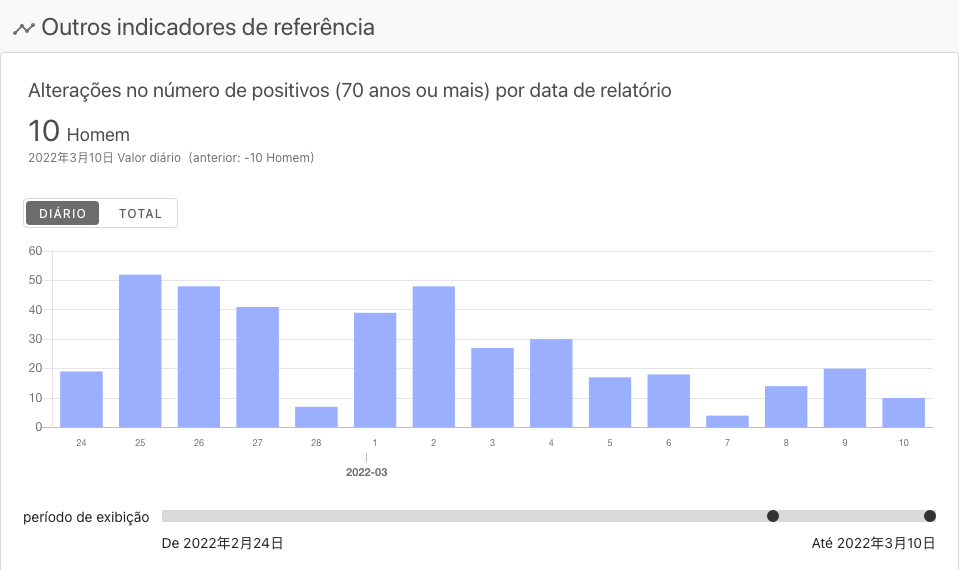 Outros indicadores de referência
Alterações no número de positivos (70 anos ou mais) por data de relatório
10 Homem
2022年3月10日 Valor diário（anterior: -10 Homem）
DIÁRIO TOTAL
60
50
40
30
20
10
0
24 25 26 27 28 1 2 3 4 5 6 7 8 9 10
2022-03
período de exibição
De 2022年2月24日 Até 2022年3月10日